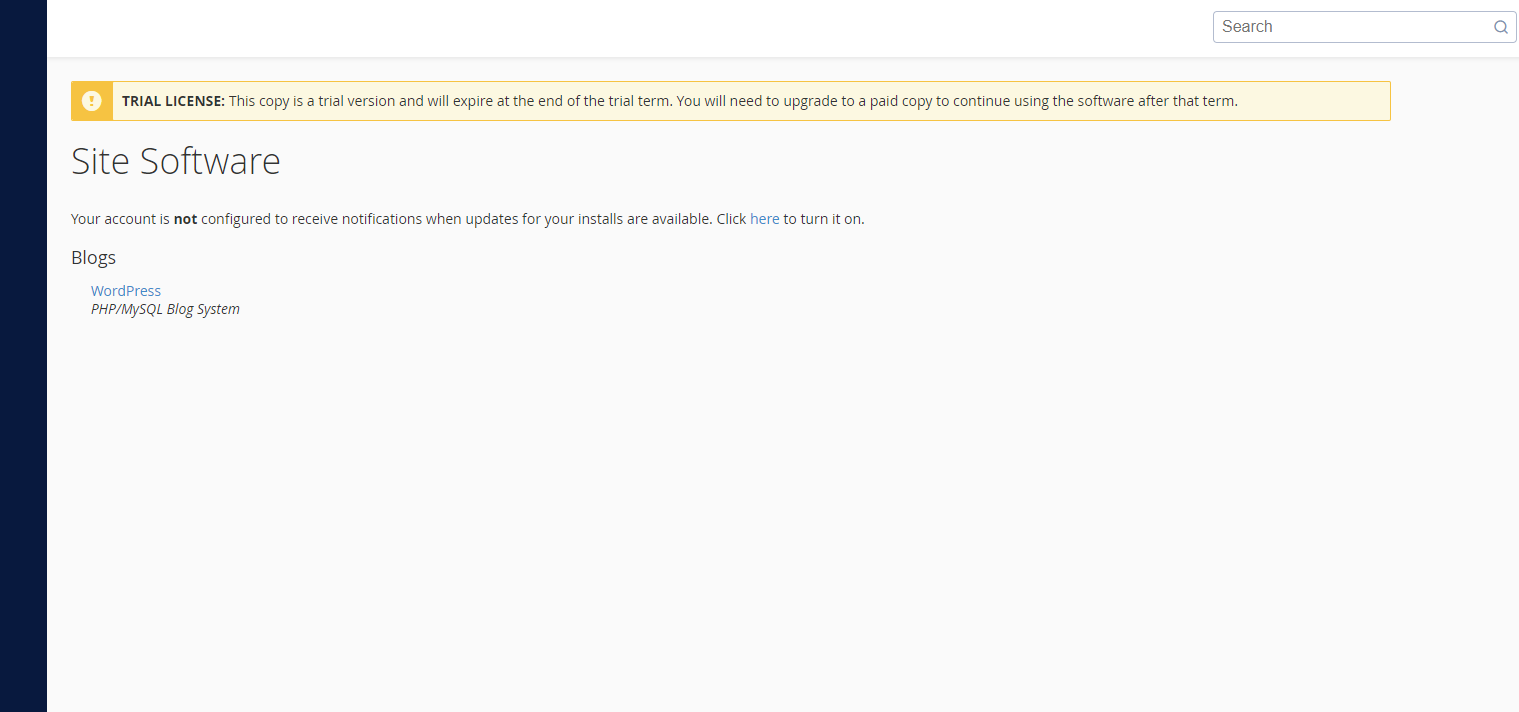 Search
TRIAL LICENSE: This copy is a trial version and will expire at the end of the trial term. You will need to upgrade to a paid copy to continue using the software after that term.
Site Software
Your account is not configured to receive notifications when updates for your installs are available. Click here to turn it on.
Blogs
WordPress
PHP/MySQL Blog System